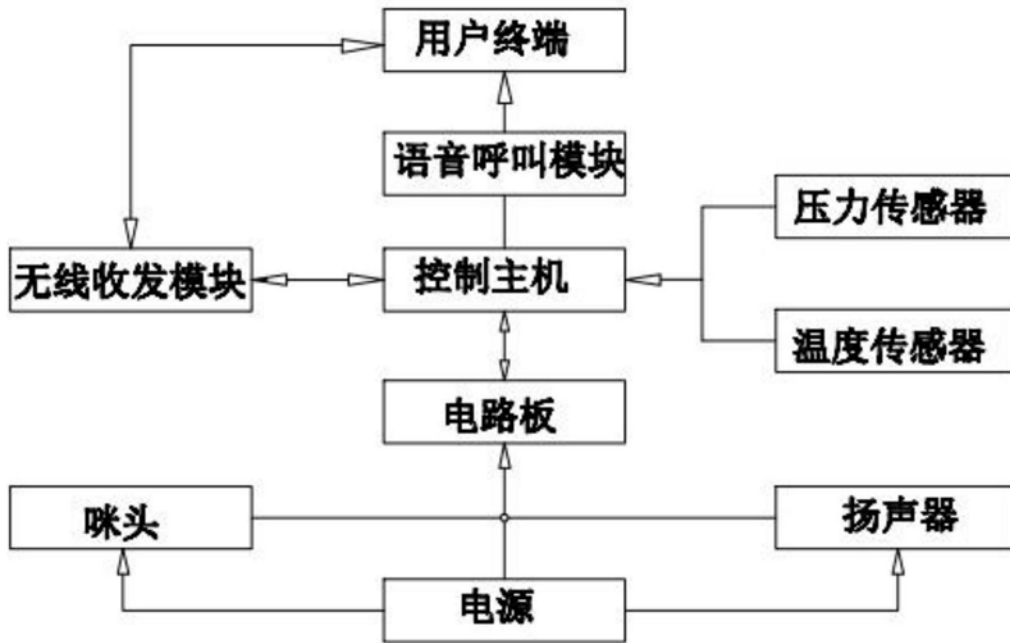 用户终端
语音呼叫模块
压力传感器
无线收发模块
控制主机
温度传感器
电路板
咪头
扬声器
电源